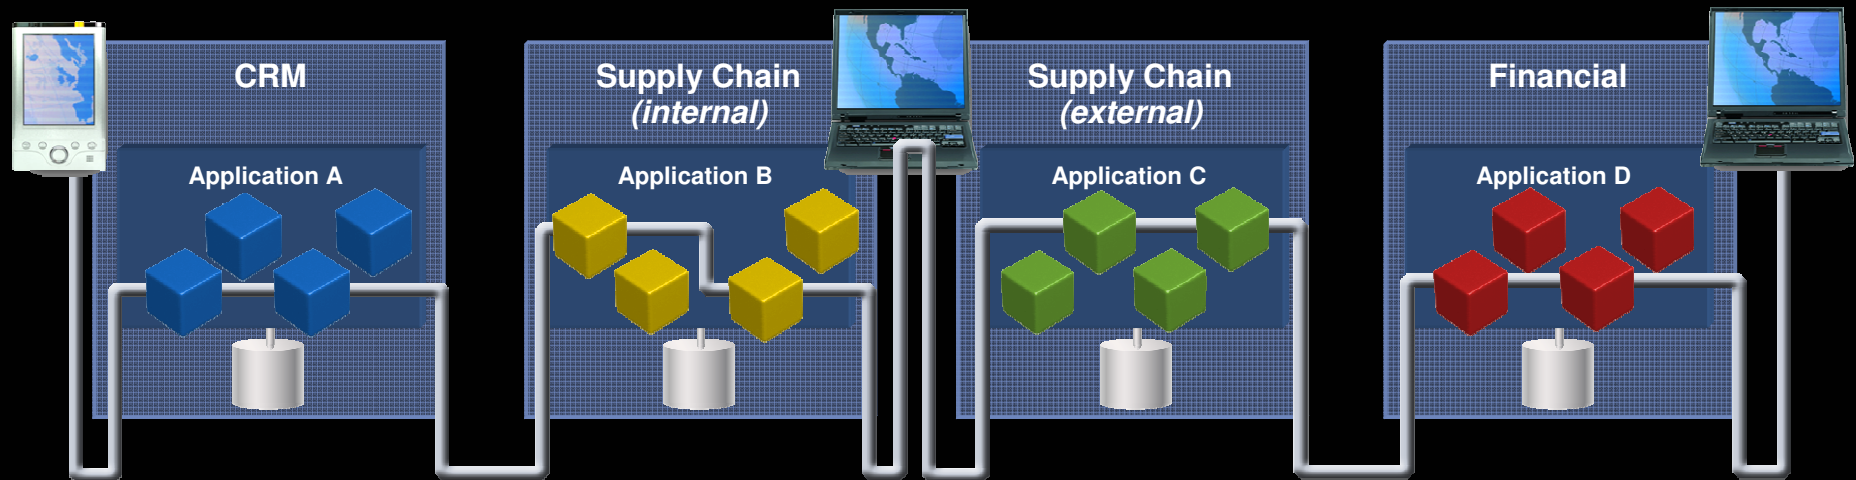 CRM
Application A
Supply Chain
(internal)
Application B
Supply Chain
(external)
Application C
Financial
Application D